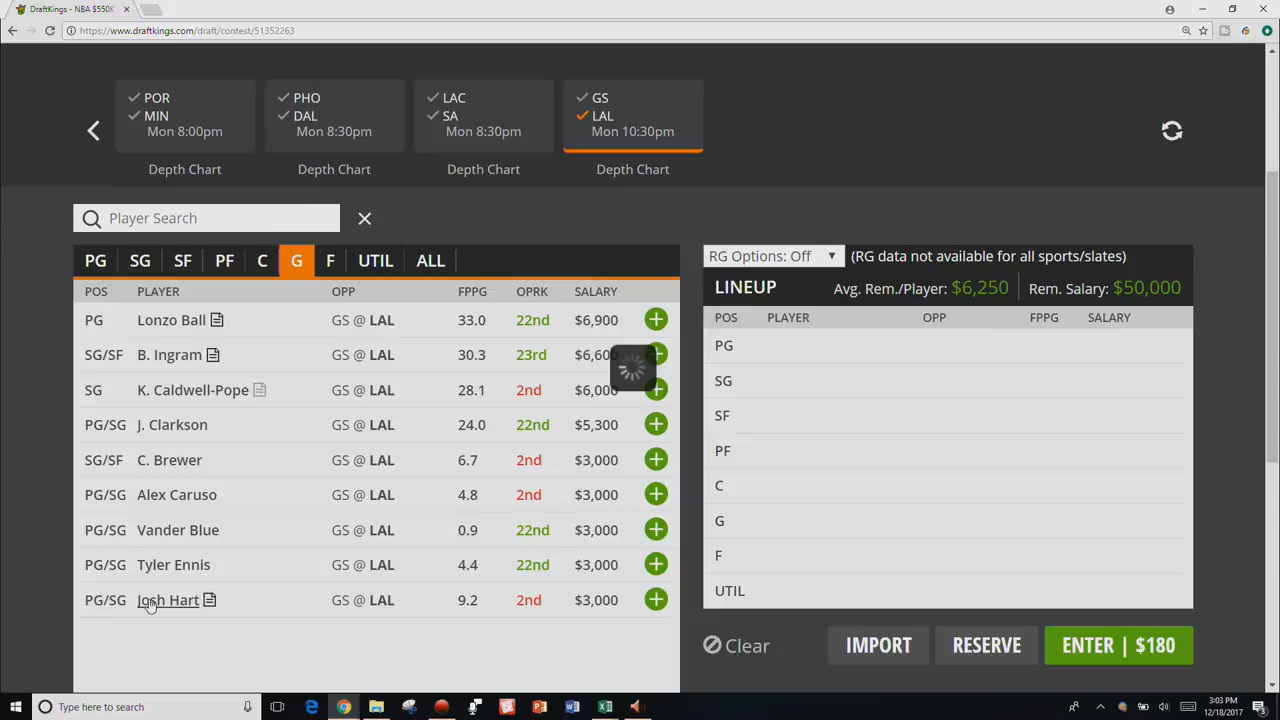 DraftKings - NBA $550K
https://www.draftkings.com/draft/contest/51352263
POR
MIN
Mon 8:00pm
PHO
DAL
Mon 8:30pm
LAC
SA
Mon 8:30pm
GS
LAL
Mon 10:30pm
Depth Chart Depth Chart Depth Chart Depth Chart
Player Search
PG SG SF PF C G F UTIL ALL
POS PLAYER OPP FPPG OPRK SALARY
PG Lonzo Ball GS @ LAL 33.0 22nd $6,900
SG/SF B. Ingram GS @ LAL 30.3 23rd $6,600
SG K. Caldwell-Pope GS @ LAL 28.1 2nd $6,000
PG/SG J. Clarkson GS @ LAL 24.0 22nd $5,300
SG/SF C. Brewer GS @ LAL 6.7 2nd $3,000
PG/SG Alex Caruso GS @ LAL 4.8 2nd $3,000
PG/SG Vander Blue GS @ LAL 0.9 22nd $3,000
PG/SG Tyler Ennis GS @ LAL 4.4 22nd $3,000
PG/SG Josh Hart GS @ LAL 9.2 2nd $3,000
RG Options: Off (RG data not available for all sports/slates)
LINEUP Avg. Rem./Player: $6,250 Rem. Salary: $50,000
POS PLAYER OPP FPPG SALARY
PG
SG
SF
PF
C
G
F
UTIL
Clear IMPORT RESERVE ENTER | $180
Type here to search
3:03 PM
12/18/2017